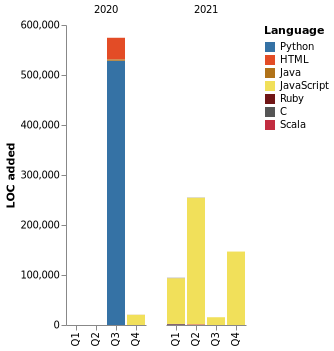 2020
2021
LOC added
600,000
500,000
400,000
300,000
200,000
100,000
0
Q1
Q2
Q3
Q4
Q1
Q2
Q3
Q4
Language
Python
HTML
Java
JavaScript
Ruby
C
Scala